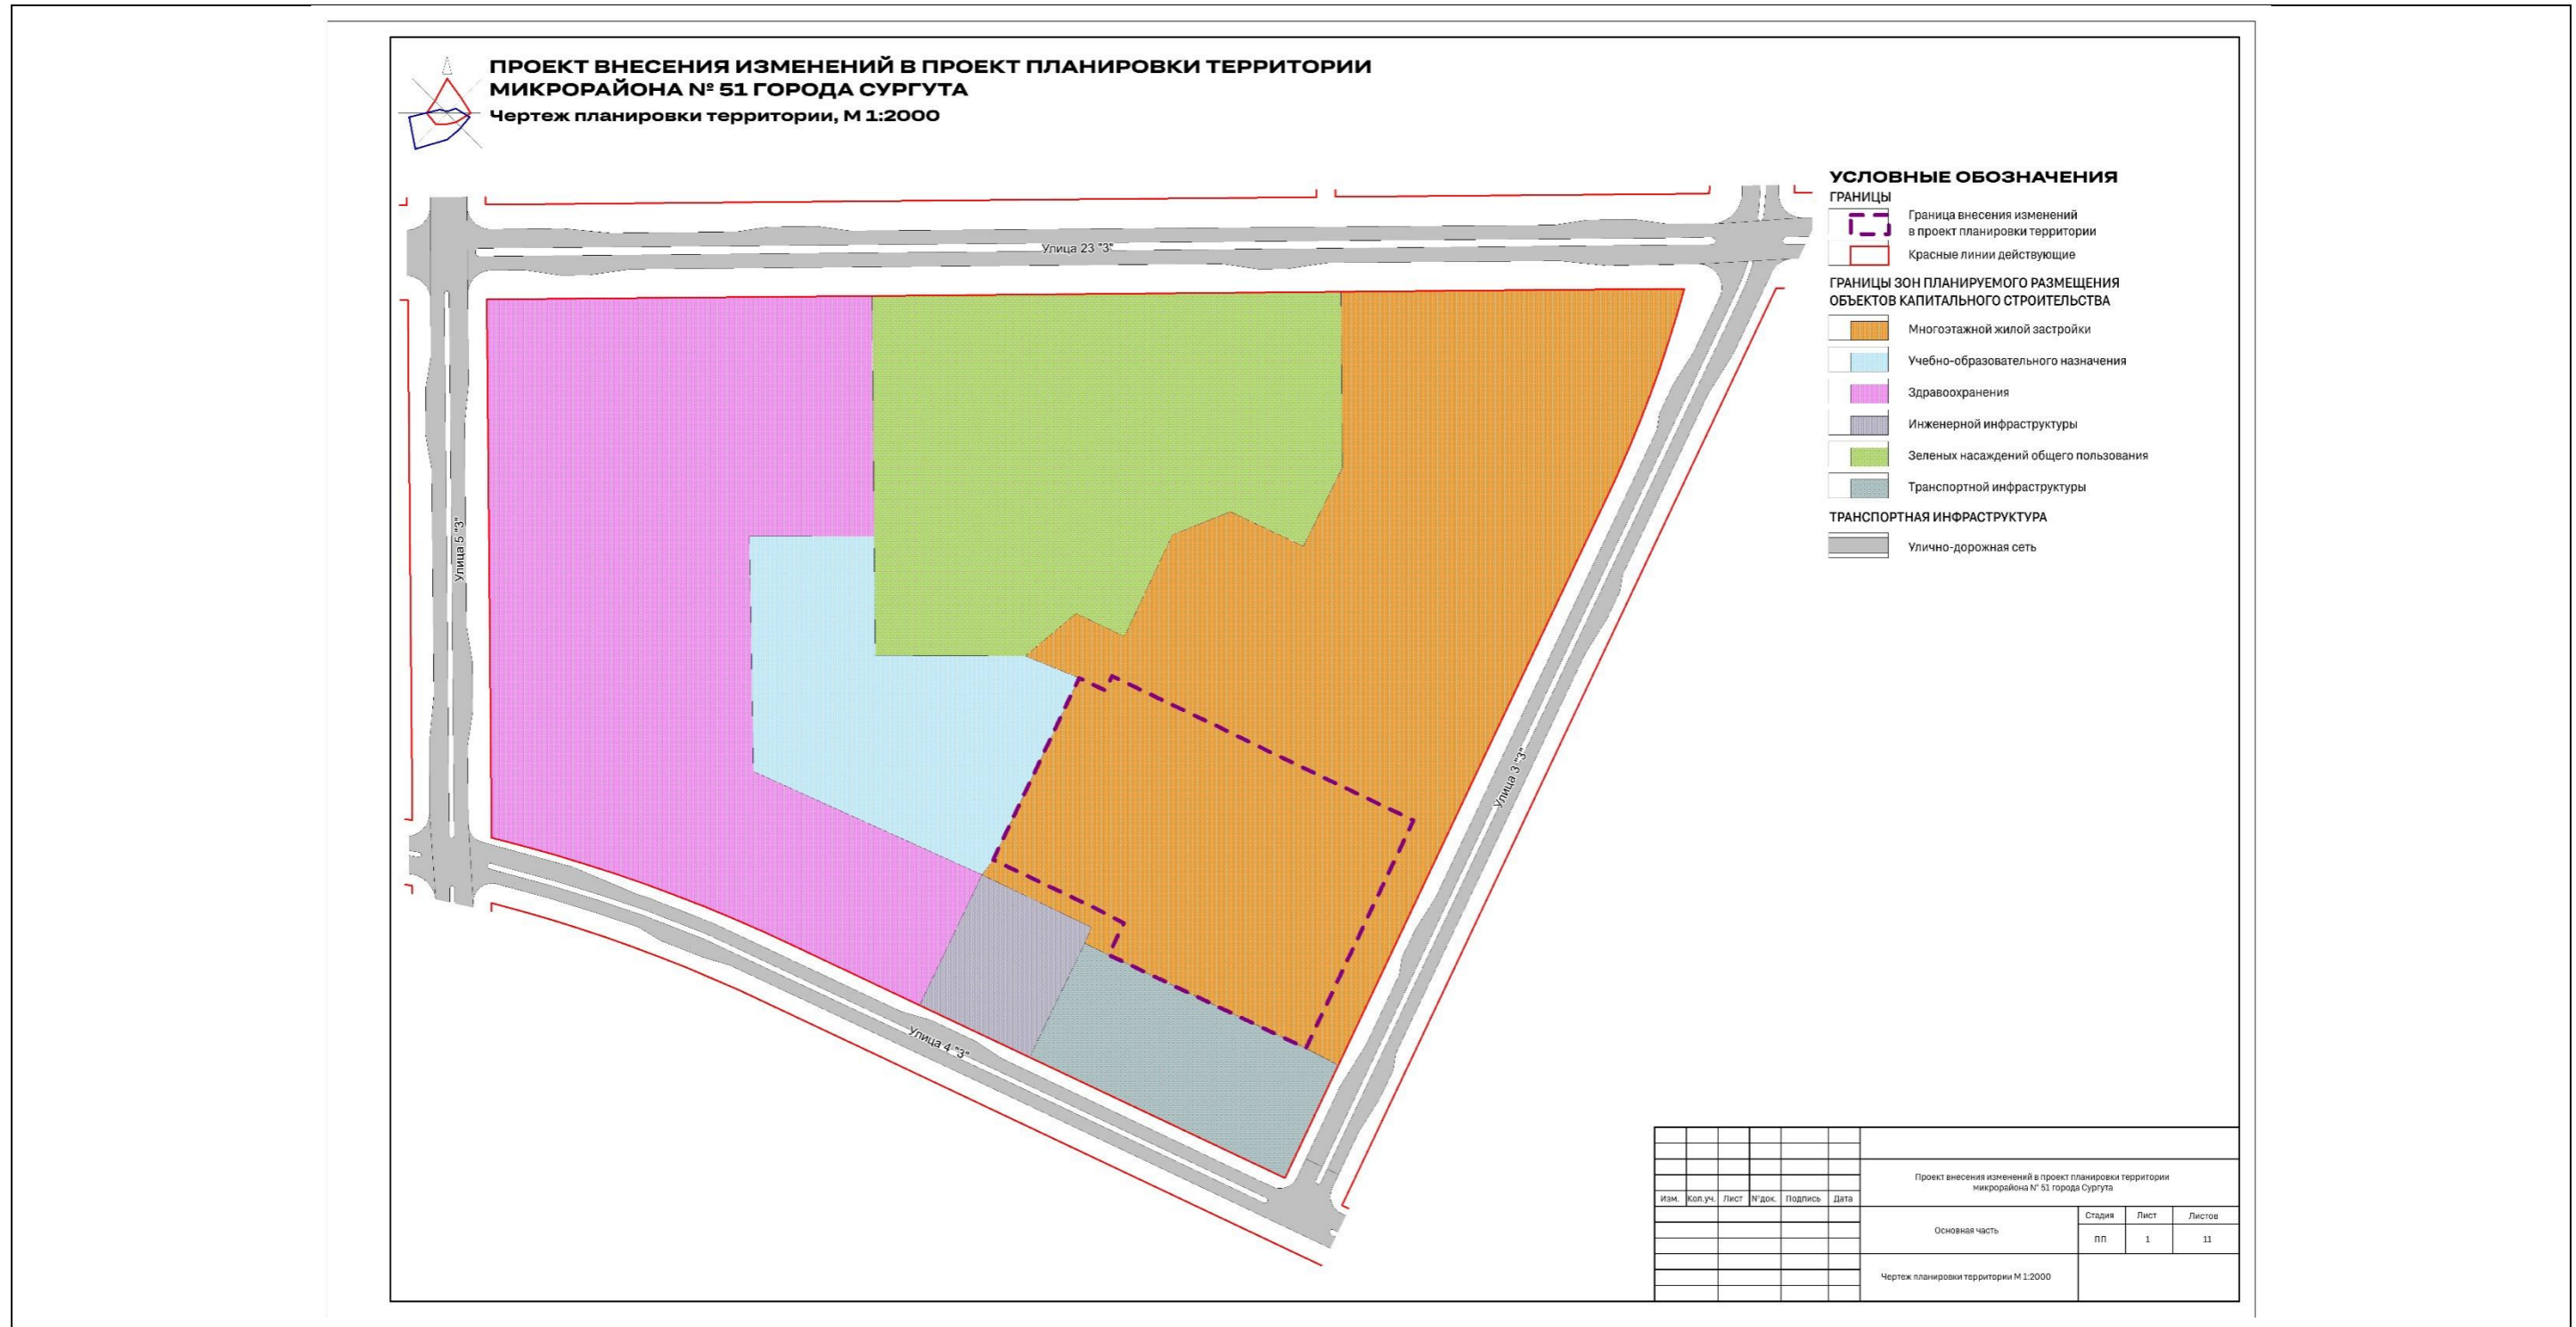 ПРОЕКТ ВНЕСЕНИЯ ИЗМЕНЕНИЙ В ПРОЕКТ ПЛАНИРОВКИ ТЕРРИТОРИИ
МИКРОРАЙОНА № 51 ГОРОДА СУРГУТА
Чертеж планировки территории, М 1:2000
УСЛОВНЫЕ ОБОЗНАЧЕНИЯ
ГРАНИЦЫ
Граница внесения изменений
в проект планировки территории
Красные линии действующие
ГРАНИЦЫ ЗОН ПЛАНИРУЕМОГО РАЗМЕЩЕНИЯ
ОБЪЕКТОВ КАПИТАЛЬНОГО СТРОИТЕЛЬСТВА
Многоэтажной жилой застройки
Учебно-образовательного назначения
Здравоохранения
Инженерной инфраструктуры
Зеленых насаждений общего пользования
Транспортной инфраструктуры
ТРАНСПОРТНАЯ ИНФРАСТРУКТУРА
Улично-дорожная сеть
Улица 23 "З"
Улица 5 "З"
Улица 3 "З"
Улица 4 "З"
Проект внесения изменений в проект планировки территории
микрорайона N° 51 города Сургута
Изм. Кол.уч. Лист N°док. Подпись Дата
Основная часть
Стадия Лист Листов
ПП 1 11
Чертеж планировки территории М 1:2000